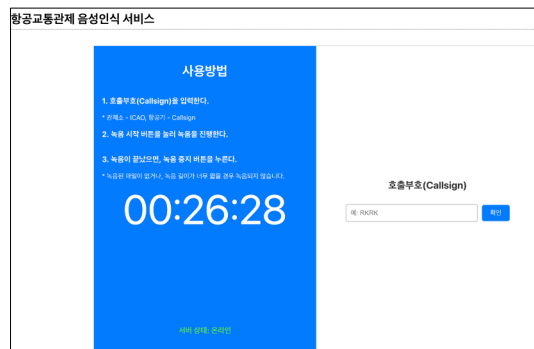 항공교통관제 음성인식 서비스
사용방법
1. 호출부호(Callsign)을 입력한다.
* 관제소 - ICAO, 항공기 - Callsign
2. 녹음 시작 버튼을 눌러 녹음을 진행한다.
3. 녹음이 끝났으면, 녹음 중지 버튼을 누른다.
* 녹음된 파일이 없거나, 녹음 길이가 너무 짧을 경우 녹음되지 않습니다.
00:26:28
서버 상태: 온라인
호출부호(Callsign)
예: RKRK
확인